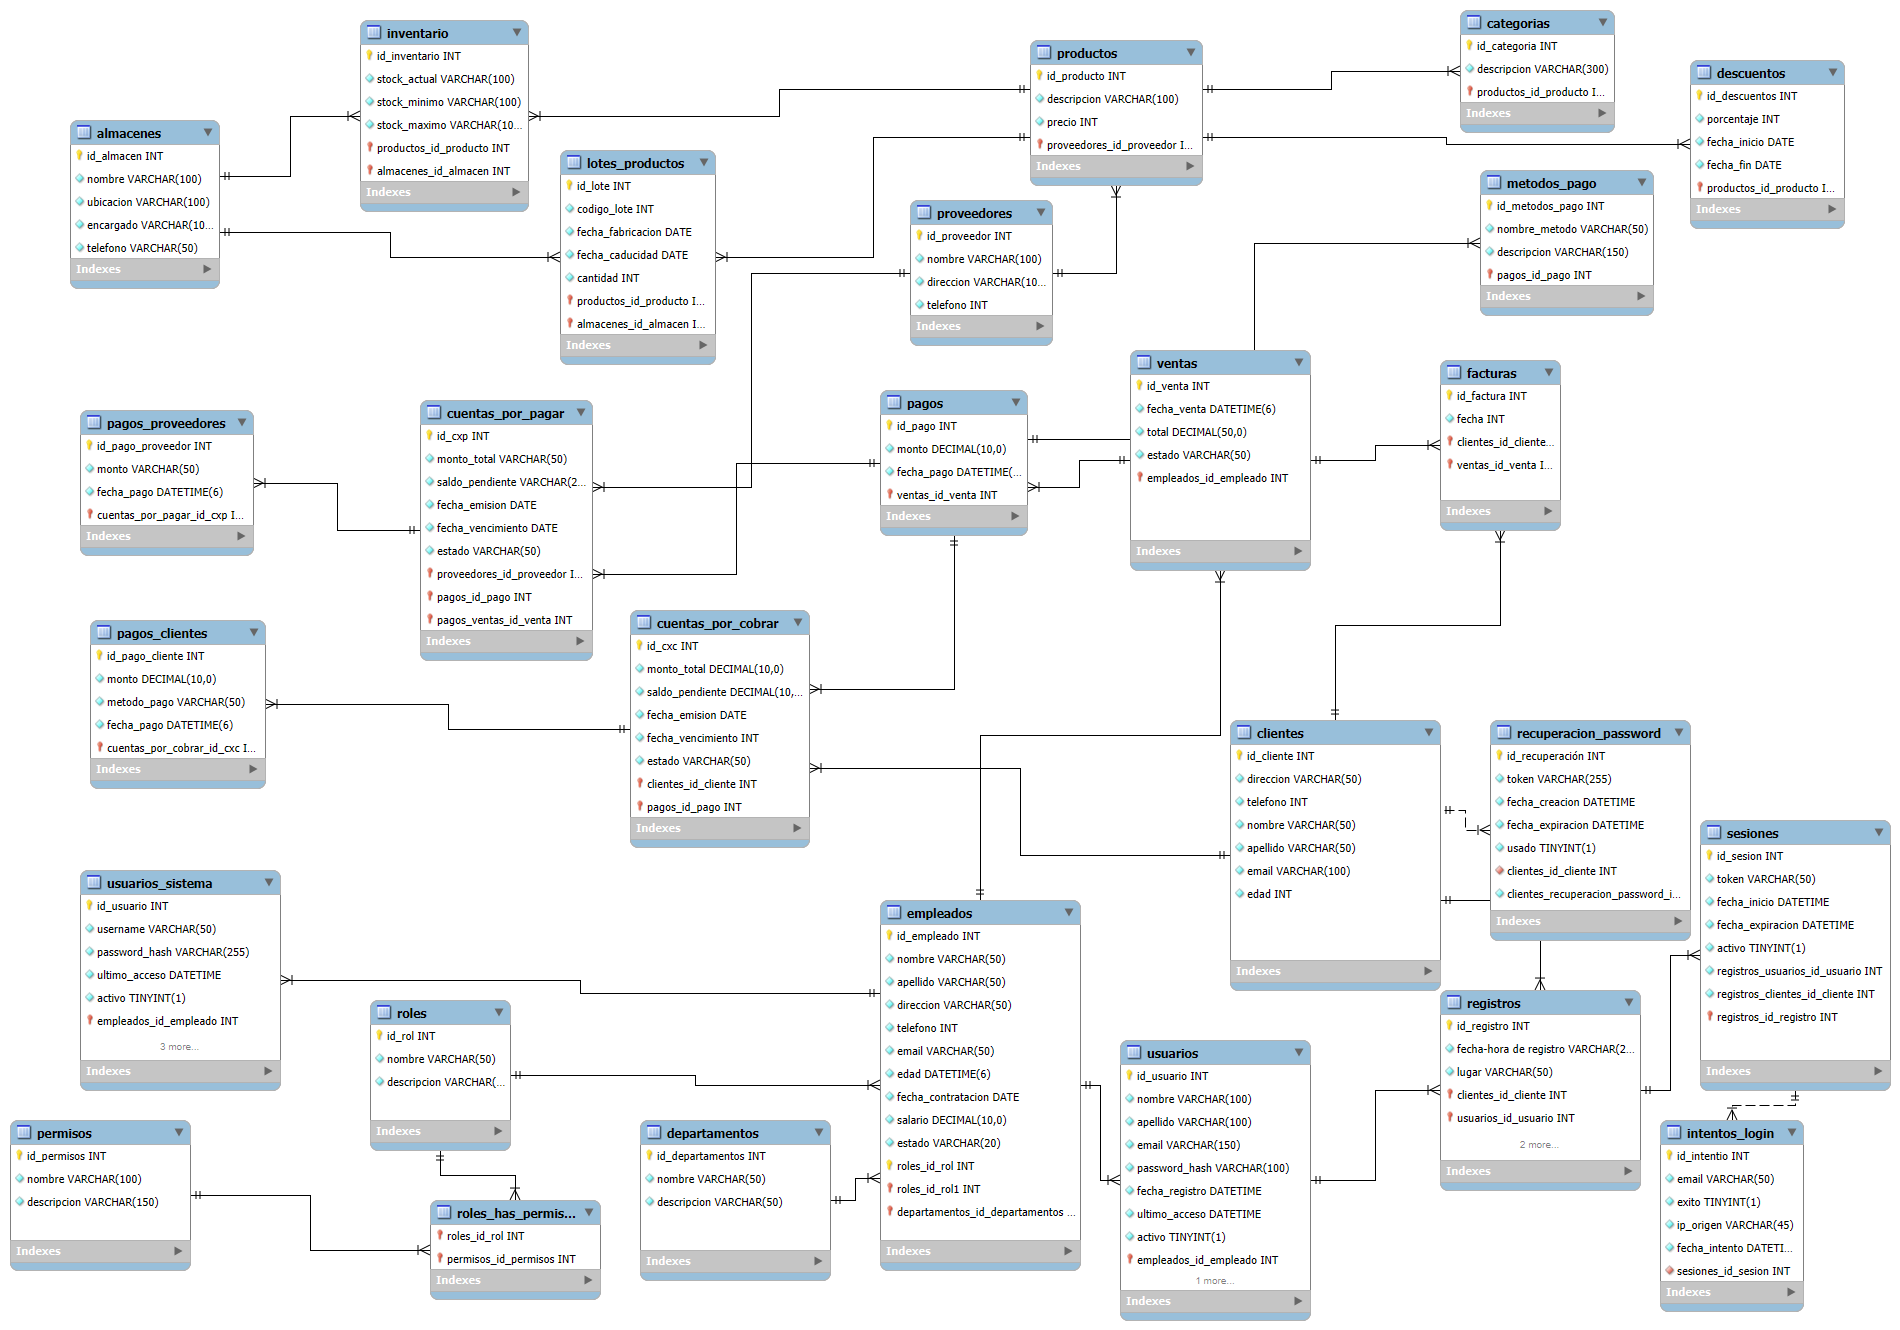 inventario
id_inventario INT
stock_actual VARCHAR(100)
stock_minimo VARCHAR(100)
stock_maximo VARCHAR(10...
productos_id_producto INT
almacenes_id_almacen INT
Indexes
productos
id_producto INT
descripcion VARCHAR(100)
precio INT
proveedores_id_proveedor I...
Indexes
categorias
id_categoria INT
descripcion VARCHAR(300)
productos_id_producto I...
Indexes
descuentos
id_descuentos INT
porcentaje INT
fecha_inicio DATE
fecha_fin DATE
productos_id_producto I...
Indexes
almacenes
id_almacen INT
nombre VARCHAR(100)
ubicacion VARCHAR(100)
encargado VARCHAR(10...
telefono VARCHAR(50)
Indexes
lotes_productos
id_lote INT
codigo_lote INT
fecha_fabricacion DATE
fecha_caducidad DATE
cantidad INT
productos_id_producto I...
almacenes_id_almacen I...
Indexes
proveedores
id_proveedor INT
nombre VARCHAR(100)
direccion VARCHAR(10...
telefono INT
Indexes
metodos_pago
id_metodos_pago INT
nombre_metodo VARCHAR(50)
descripcion VARCHAR(150)
pagos_id_pago INT
Indexes
pagos_proveedores
id_pago_proveedor INT
monto VARCHAR(50)
fecha_pago DATETIME(6)
cuentas_por_pagar_id_cxp I...
Indexes
cuentas_por_pagar
id_cxp INT
monto_total VARCHAR(50)
saldo_pendiente VARCHAR(2...
fecha_emision DATE
fecha_vencimiento DATE
estado VARCHAR(50)
proveedores_id_proveedor I...
pagos_id_pago INT
pagos_ventas_id_venta INT
Indexes
pagos
id_pago INT
monto DECIMAL(10,0)
fecha_pago DATETIME(...
ventas_id_venta INT
Indexes
ventas
id_venta INT
fecha_venta DATETIME(6)
total DECIMAL(50,0)
estado VARCHAR(50)
empleados_id_empleado INT
Indexes
facturas
id_factura INT
fecha INT
clientes_id_cliente...
ventas_id_venta I...
Indexes
pagos_clientes
id_pago_cliente INT
monto DECIMAL(10,0)
metodo_pago VARCHAR(50)
fecha_pago DATETIME(6)
cuentas_por_cobrar_id_cxc I...
Indexes
cuentas_por_cobrar
id_cxc INT
monto_total DECIMAL(10,0)
saldo_pendiente DECIMAL(10,...
fecha_emision DATE
fecha_vencimiento INT
estado VARCHAR(50)
clientes_id_cliente INT
pagos_id_pago INT
Indexes
clientes
id_cliente INT
direccion VARCHAR(50)
telefono INT
nombre VARCHAR(50)
apellido VARCHAR(50)
email VARCHAR(100)
edad INT
Indexes
recuperacion_password
id_recuperación INT
token VARCHAR(255)
fecha_creacion DATETIME
fecha_expiracion DATETIME
usado TINYINT(1)
clientes_id_cliente INT
clientes_recuperacion_password_i...
Indexes
sesiones
id_sesion INT
token VARCHAR(50)
fecha_inicio DATETIME
fecha_expiracion DATETIME
activo TINYINT(1)
registros_usuarios_id_usuario INT
registros_clientes_id_cliente INT
registros_id_registro INT
Indexes
usuarios_sistema
id_usuario INT
username VARCHAR(50)
password_hash VARCHAR(255)
ultimo_acceso DATETIME
activo TINYINT(1)
empleados_id_empleado INT
3 more...
Indexes
roles
id_rol INT
nombre VARCHAR(50)
descripcion VARCHAR(...
Indexes
empleados
id_empleado INT
nombre VARCHAR(50)
apellido VARCHAR(50)
direccion VARCHAR(50)
telefono INT
email VARCHAR(50)
edad DATETIME(6)
fecha_contratacion DATE
salario DECIMAL(10,0)
estado VARCHAR(20)
roles_id_rol INT
roles_id_rol1 INT
departamentos_id_departamentos ...
Indexes
usuarios
id_usuario INT
nombre VARCHAR(100)
apellido VARCHAR(100)
email VARCHAR(150)
password_hash VARCHAR(100)
fecha_registro DATETIME
ultimo_acceso DATETIME
activo TINYINT(1)
empleados_id_empleado INT
1 more...
Indexes
registros
id_registro INT
fecha-hora de registro VARCHAR(2...
lugar VARCHAR(50)
clientes_id_cliente INT
usuarios_id_usuario INT
2 more...
Indexes
permisos
id_permisos INT
nombre VARCHAR(100)
descripcion VARCHAR(150)
Indexes
roles_has_permis...
roles_id_rol INT
permisos_id_permisos INT
Indexes
departamentos
id_departamentos INT
nombre VARCHAR(50)
descripcion VARCHAR(50)
Indexes
intentos_login
id_intentio INT
email VARCHAR(50)
exito TINYINT(1)
ip_origen VARCHAR(45)
fecha_intento DATETI...
sesiones_id_sesion INT
Indexes